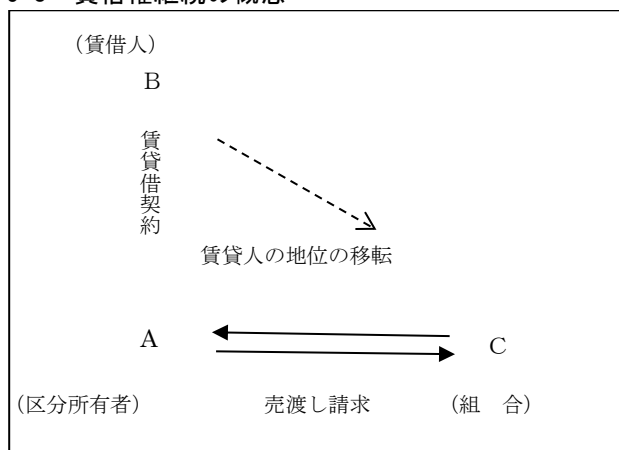 （賃借人）
B
賃貸借契約
賃貸人の地位の移転
A
C
（区分所有者）
売渡し請求
（組　合）